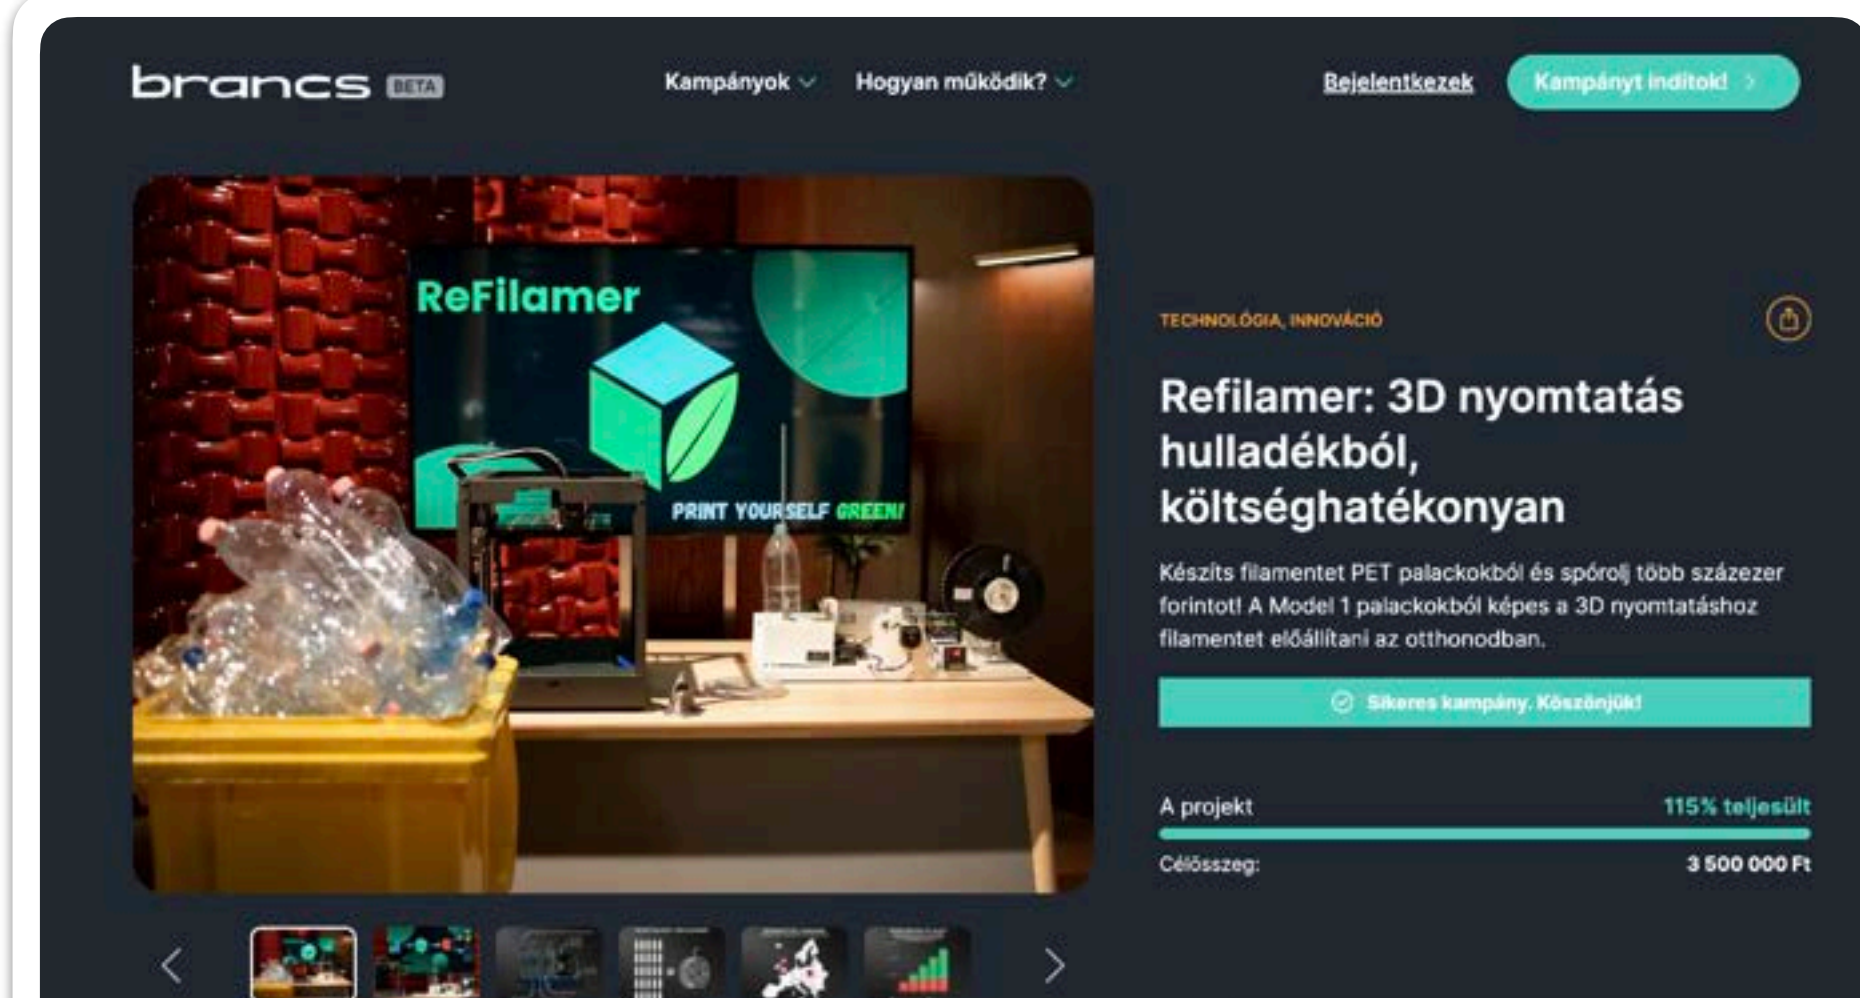 brancs BETA
Kampányok
Hogyan működik?
Bejelentkezek
Kampányt indítok!
ReFilamer
PRINT YOURSELF GREEN!
TECHNOLÓGIA, INNOVÁCIÓ
Refilamer: 3D nyomtatás
hulladékból,
költséghatékonyan
Készíts filamentet PET palackokból és spórolj több százezer
forintot! A Model 1 palackokból képes a 3D nyomtatáshoz
filamentet előállítani az otthonodban.
Sikeres kampány. Köszönjük!
A projekt
115% teljesült
Célösszeg:
3 500 000 Ft